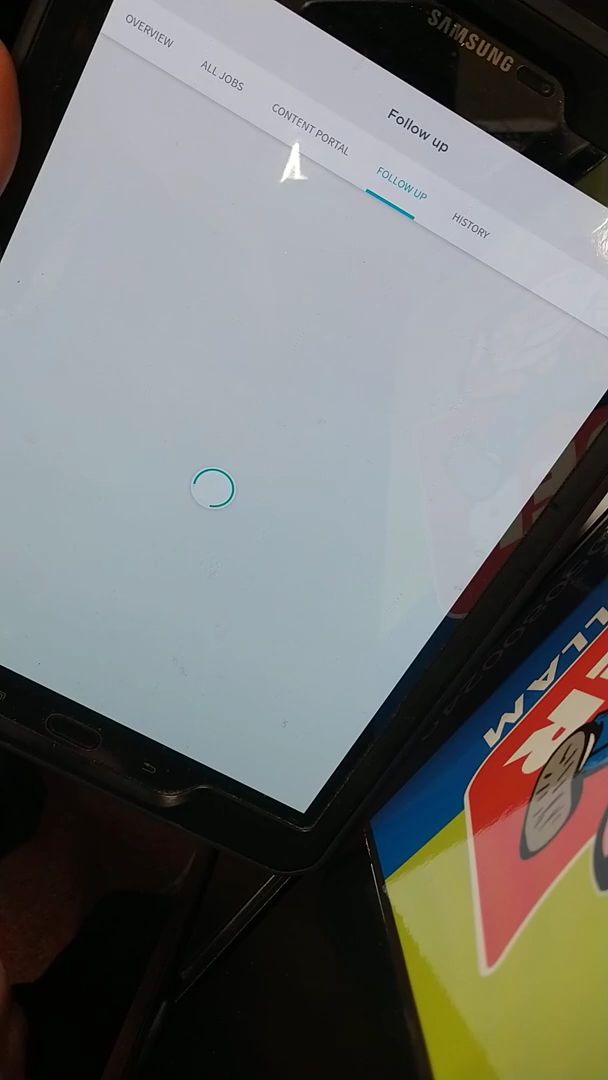 SAMSUNG
Follow up
OVERVIEW
ALL JOBS
CONTENT PORTAL
FOLLOW UP
HISTORY